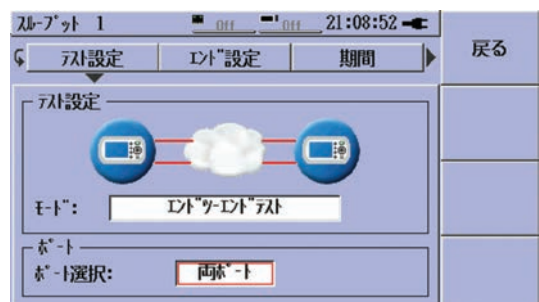 ｽﾙｰﾌﾟｯﾄ 1 Off Off 21:08:52
ﾃｽﾄ設定 ｴﾝﾄﾞ設定 期間 戻る
ﾃｽﾄ設定
ﾓｰﾄﾞ: ｴﾝﾄﾞﾂｰｴﾝﾄﾞﾃｽﾄ
ﾎﾟｰﾄ
ﾎﾟｰﾄ選択: 両ﾎﾟｰﾄ